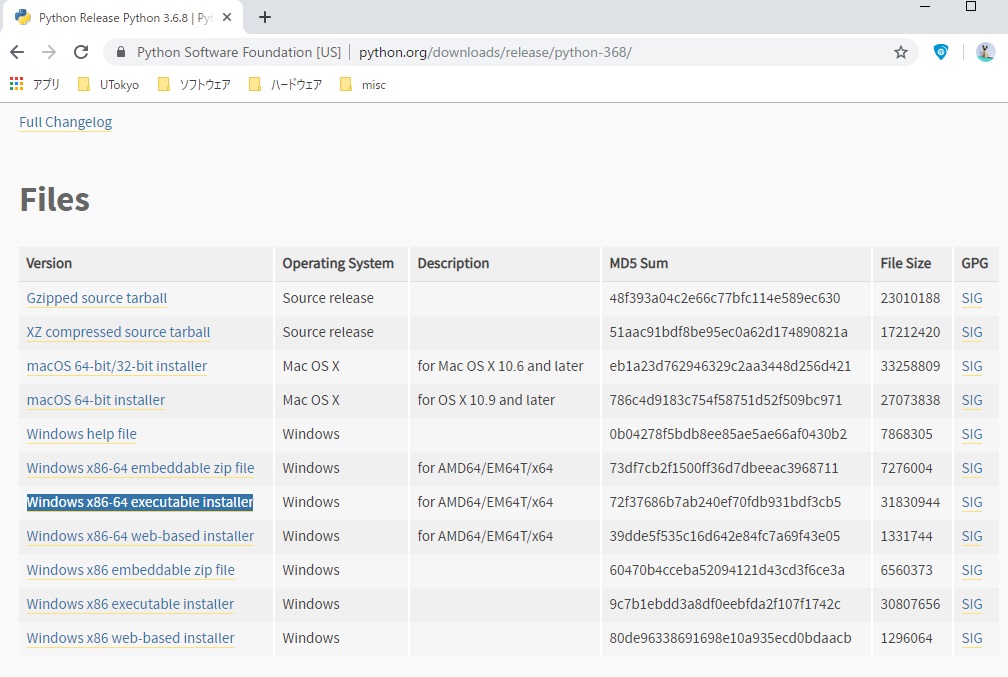 Python Release Python 3.6.8 | Pyt
Python Software Foundation [US] python.org/downloads/release/python-368/
アプリ UTokyo ソフトウェア ハードウェア misc
Full Changelog
Files
Version Operating System Description MD5 Sum File Size GPG
Gzipped source tarball Source release 48f393a04c2e66c77bfc114e589ec630 23010188 SIG
XZ compressed source tarball Source release 51aac91bdf8be95ec0a62d174890821a 17212420 SIG
macOS 64-bit/32-bit installer Mac OS X for Mac OS X 10.6 and later eb1a23d762946329c2aa3448d256d421 33258809 SIG
macOS 64-bit installer Mac OS X for OS X 10.9 and later 786c4d9183c754f58751d52f509bc971 27073838 SIG
Windows help file Windows 0b04278f5bdb8ee85ae5ae66af0430b2 7868305 SIG
Windows x86-64 embeddable zip file Windows for AMD64/EM64T/x64 73df7cb2f1500ff36d7dbeeac3968711 7276004 SIG
Windows x86-64 executable installer Windows for AMD64/EM64T/x64 72f37686b7ab240ef70fdb931bdf3cb5 31830944 SIG
Windows x86-64 web-based installer Windows for AMD64/EM64T/x64 39dde5f535c16d642e84fc7a69f43e05 1331744 SIG
Windows x86 embeddable zip file Windows 60470b4cceba52094121d43cd3f6ce3a 6560373 SIG
Windows x86 executable installer Windows 9c7b1ebdd3a8df0eebfda2f107f1742c 30807656 SIG
Windows x86 web-based installer Windows 80de96338691698e10a935ecd0bdaacb 1296064 SIG